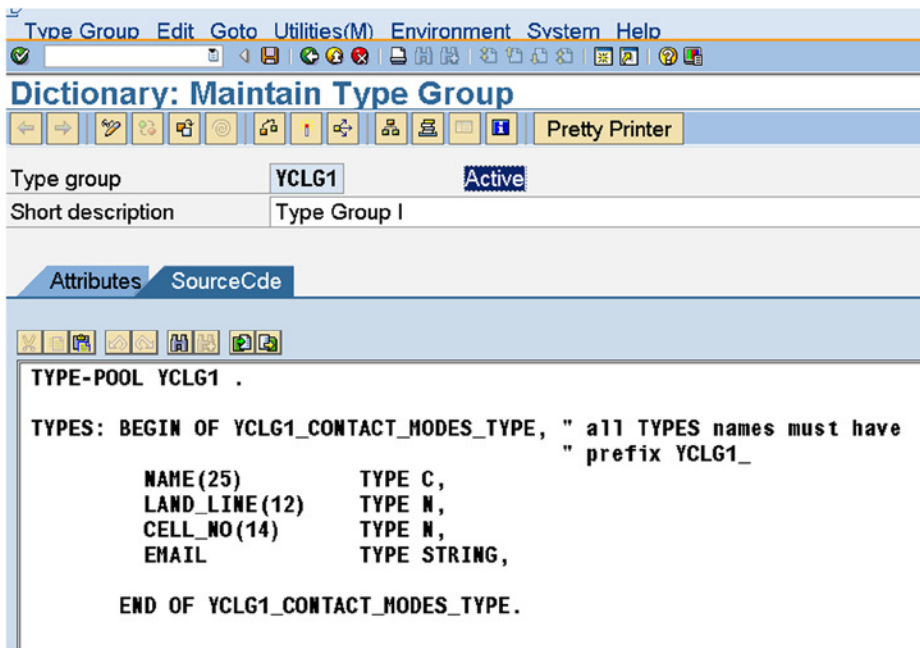 Type Group Edit Goto Utilities(M) Environment System Help
Dictionary: Maintain Type Group
Pretty Printer
Type group YCLG1 Active
Short description Type Group I
Attributes SourceCde
TYPE-POOL YCLG1 .
TYPES: BEGIN OF YCLG1_CONTACT_MODES_TYPE, " all TYPES names must have
" prefix YCLG1_
NAME(25) TYPE C,
LAND_LINE(12) TYPE N,
CELL_NO(14) TYPE N,
EMAIL TYPE STRING,
END OF YCLG1_CONTACT_MODES_TYPE.